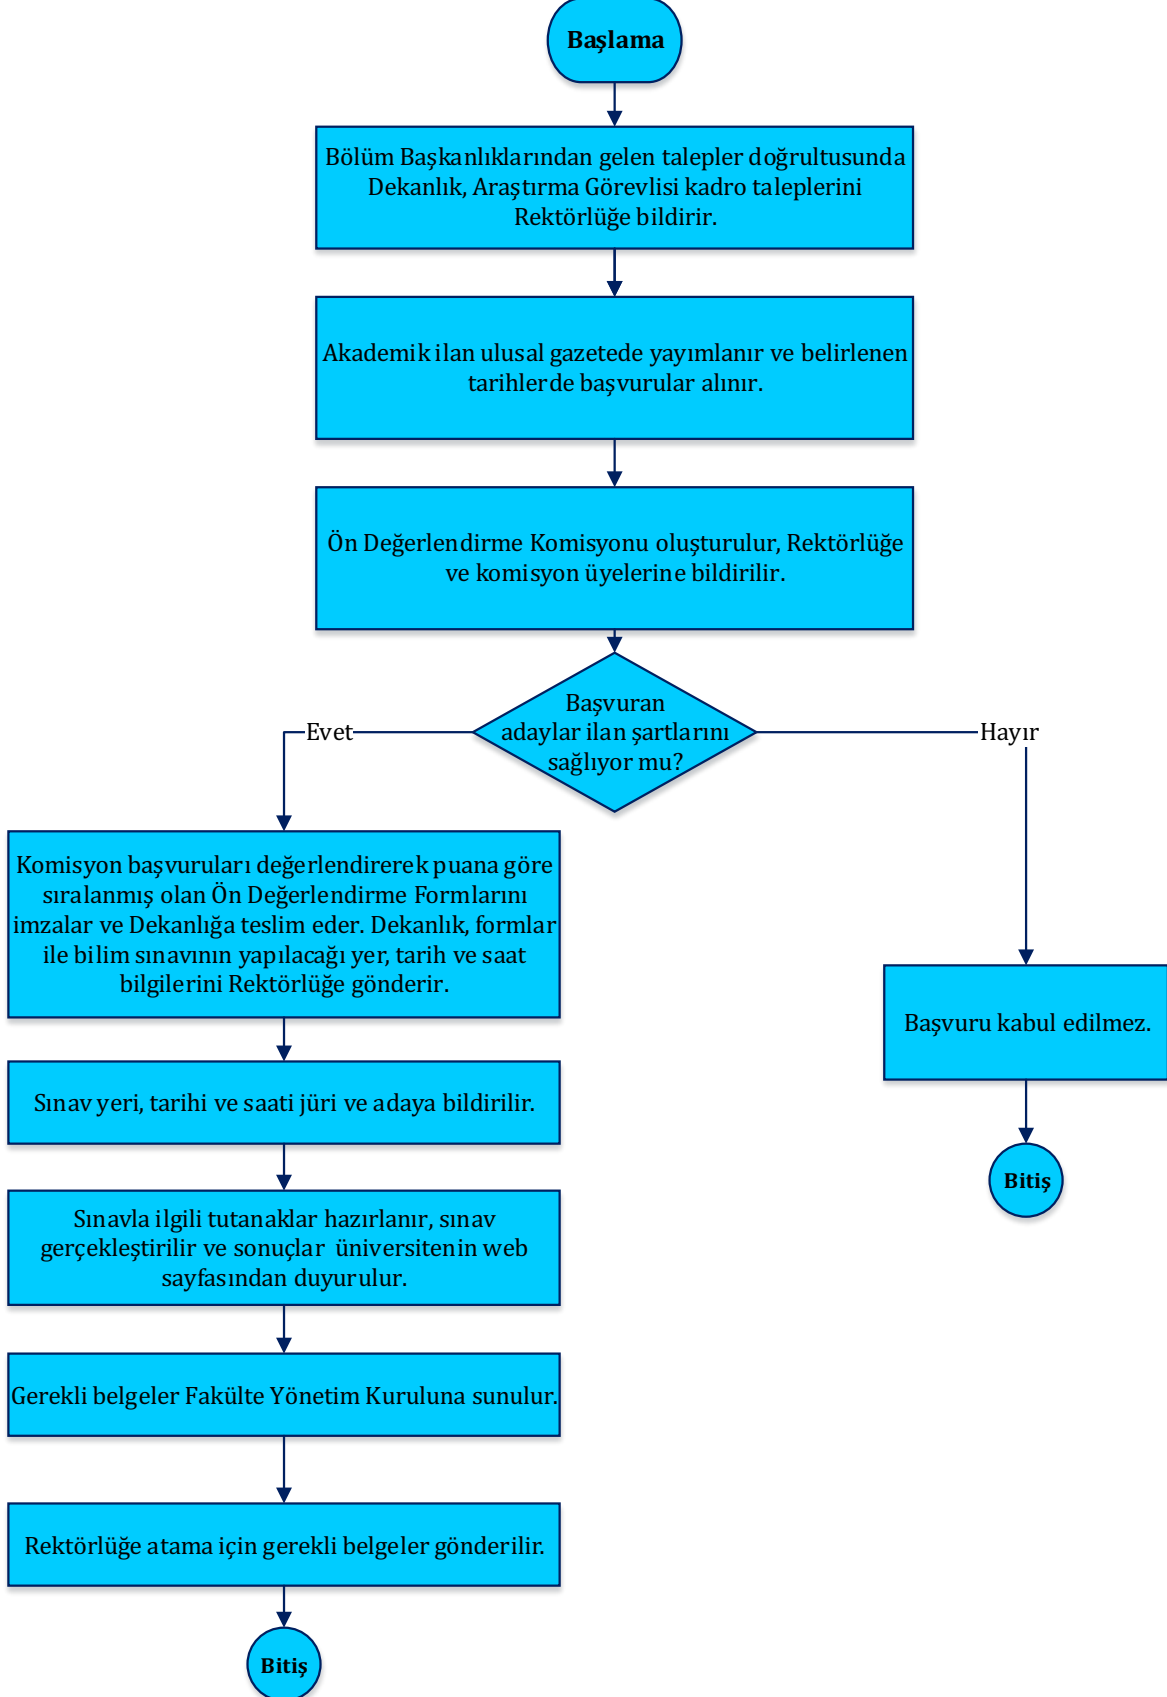 Başlama
Bölüm Başkanlıklarından gelen talepler doğrultusunda
Dekanlık, Araştırma Görevlisi kadro taleplerini
Rektörlüğe bildirir.
Akademik ilan ulusal gazetede yayımlanır ve belirlenen
tarihlerde başvurular alınır.
Ön Değerlendirme Komisyonu oluşturulur, Rektörlüğe
ve komisyon üyelerine bildirilir.
Başvuran
adaylar ilan şartlarını
sağlıyor mu?
Evet
Hayır
Komisyon başvuruları değerlendirerek puana göre
sıralanmış olan Ön Değerlendirme Formlarını
imzalar ve Dekanlığa teslim eder. Dekanlık, formlar
ile bilim sınavının yapılacağı yer, tarih ve saat
bilgilerini Rektörlüğe gönderir.
Başvuru kabul edilmez.
Bitiş
Sınav yeri, tarihi ve saati jüri ve adaya bildirilir.
Sınavla ilgili tutanaklar hazırlanır, sınav
gerçekleştirilir ve sonuçlar  üniversitenin web
sayfasından duyurulur.
Gerekli belgeler Fakülte Yönetim Kuruluna sunulur.
Rektörlüğe atama için gerekli belgeler gönderilir.
Bitiş